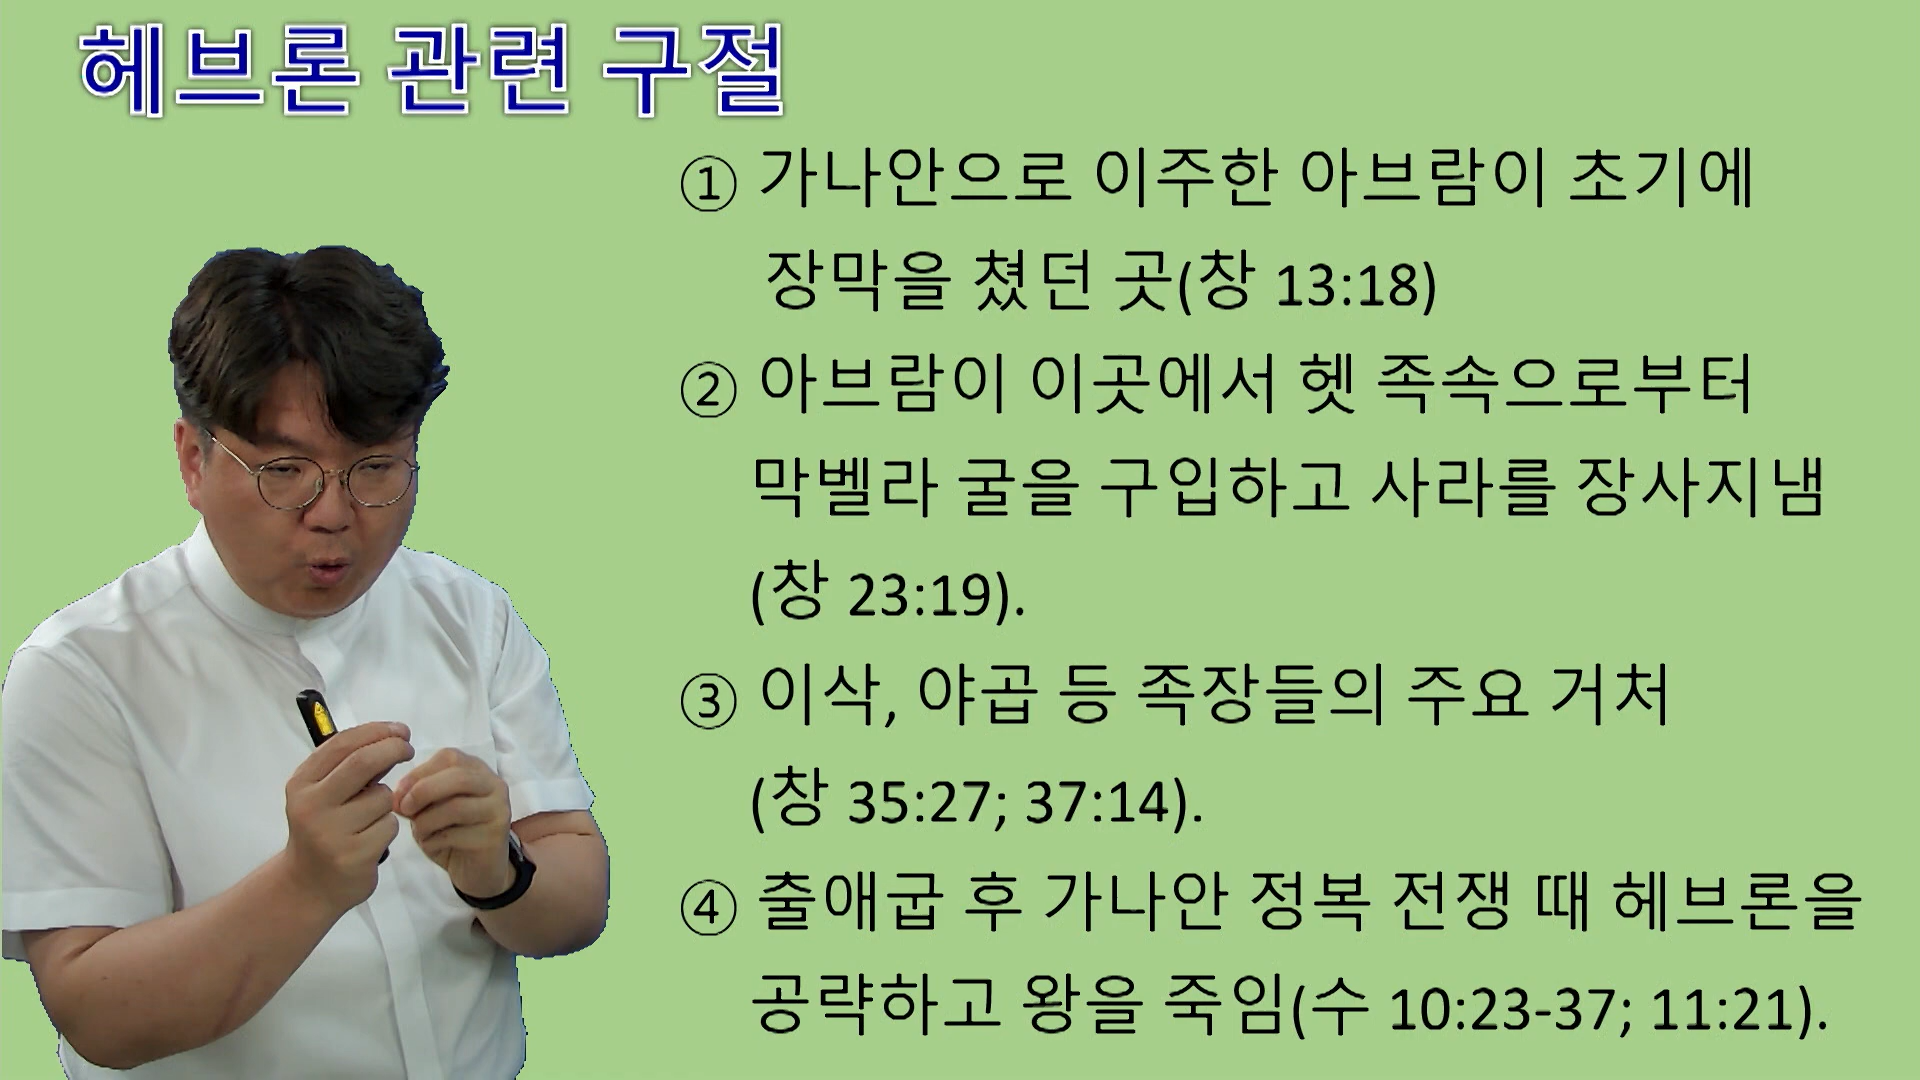 헤브론 관련 구절
① 가나안으로 이주한 아브람이 초기에
장막을 쳤던 곳(창 13:18)
② 아브람이 이곳에서 헷 족속으로부터
막벨라 굴을 구입하고 사라를 장사지냄
(창 23:19).
③ 이삭, 야곱 등 족장들의 주요 거처
(창 35:27; 37:14).
④ 출애굽 후 가나안 정복 전쟁 때 헤브론을
공략하고 왕을 죽임(수 10:23-37; 11:21).